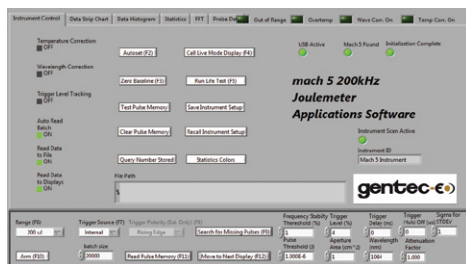 Instrument Control Data Strip Chart Data Histogram Statistics FFT Probe Da Out of Range Overtemp Wave Corr. On Temp Corr. On
Temperature Correction
OFF
Autoset (F2) Cell Live Mode Display (F4)
USB Active Mach 5 Found Initialization Complete
Wavelength Correction
OFF
Zero Baseline (F3) Run Life Test (F5)
mach 5 200kHz
Joulemeter
Applications Software
Trigger Level Tracking
OFF
Test Pulse Memory Save Instrument Setup
Auto Read
Batch
ON
Clear Pulse Memory Recall Instrument Setup
Instrument Scan Active
Read Data
to File
ON
Query Number Stored Statistics Colors
Instrument ID
Mach 5 Instrument
Read Data
to Displays
ON
File Path
gentec-eo
Range (F6) Trigger Source (F7) Trigger Polarity (Ext. Only) (F8)
200 uJ Internal Rising Edge Search for Missing Pulses (F9)
Frequency Stabity Threshold (%) Trigger Level (%) Trigger Delay (ns) Trigger Hold Off (us) Sigma for STDEV
1 4 0 0 1
batch size
Arm (F10) 20000 Read Pulse Memory (F11) Move to Next Display (F12)
Pulse Threshold (J) Aperture Area (cm^2) Wavelength (nm) Attenuation Factor
1.000E-6 1 1064 1.000